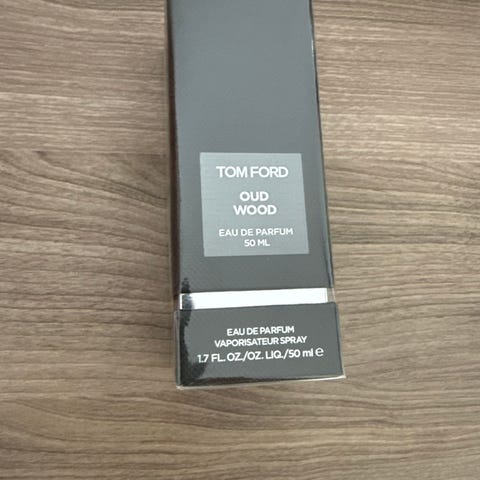 TOM FORD
OUD
WOOD
EAU DE PARFUM
50 ML
EAU DE PARFUM
VAPORISATEUR SPRAY
1.7 FL. OZ./OZ. LIQ./50 ml ℮